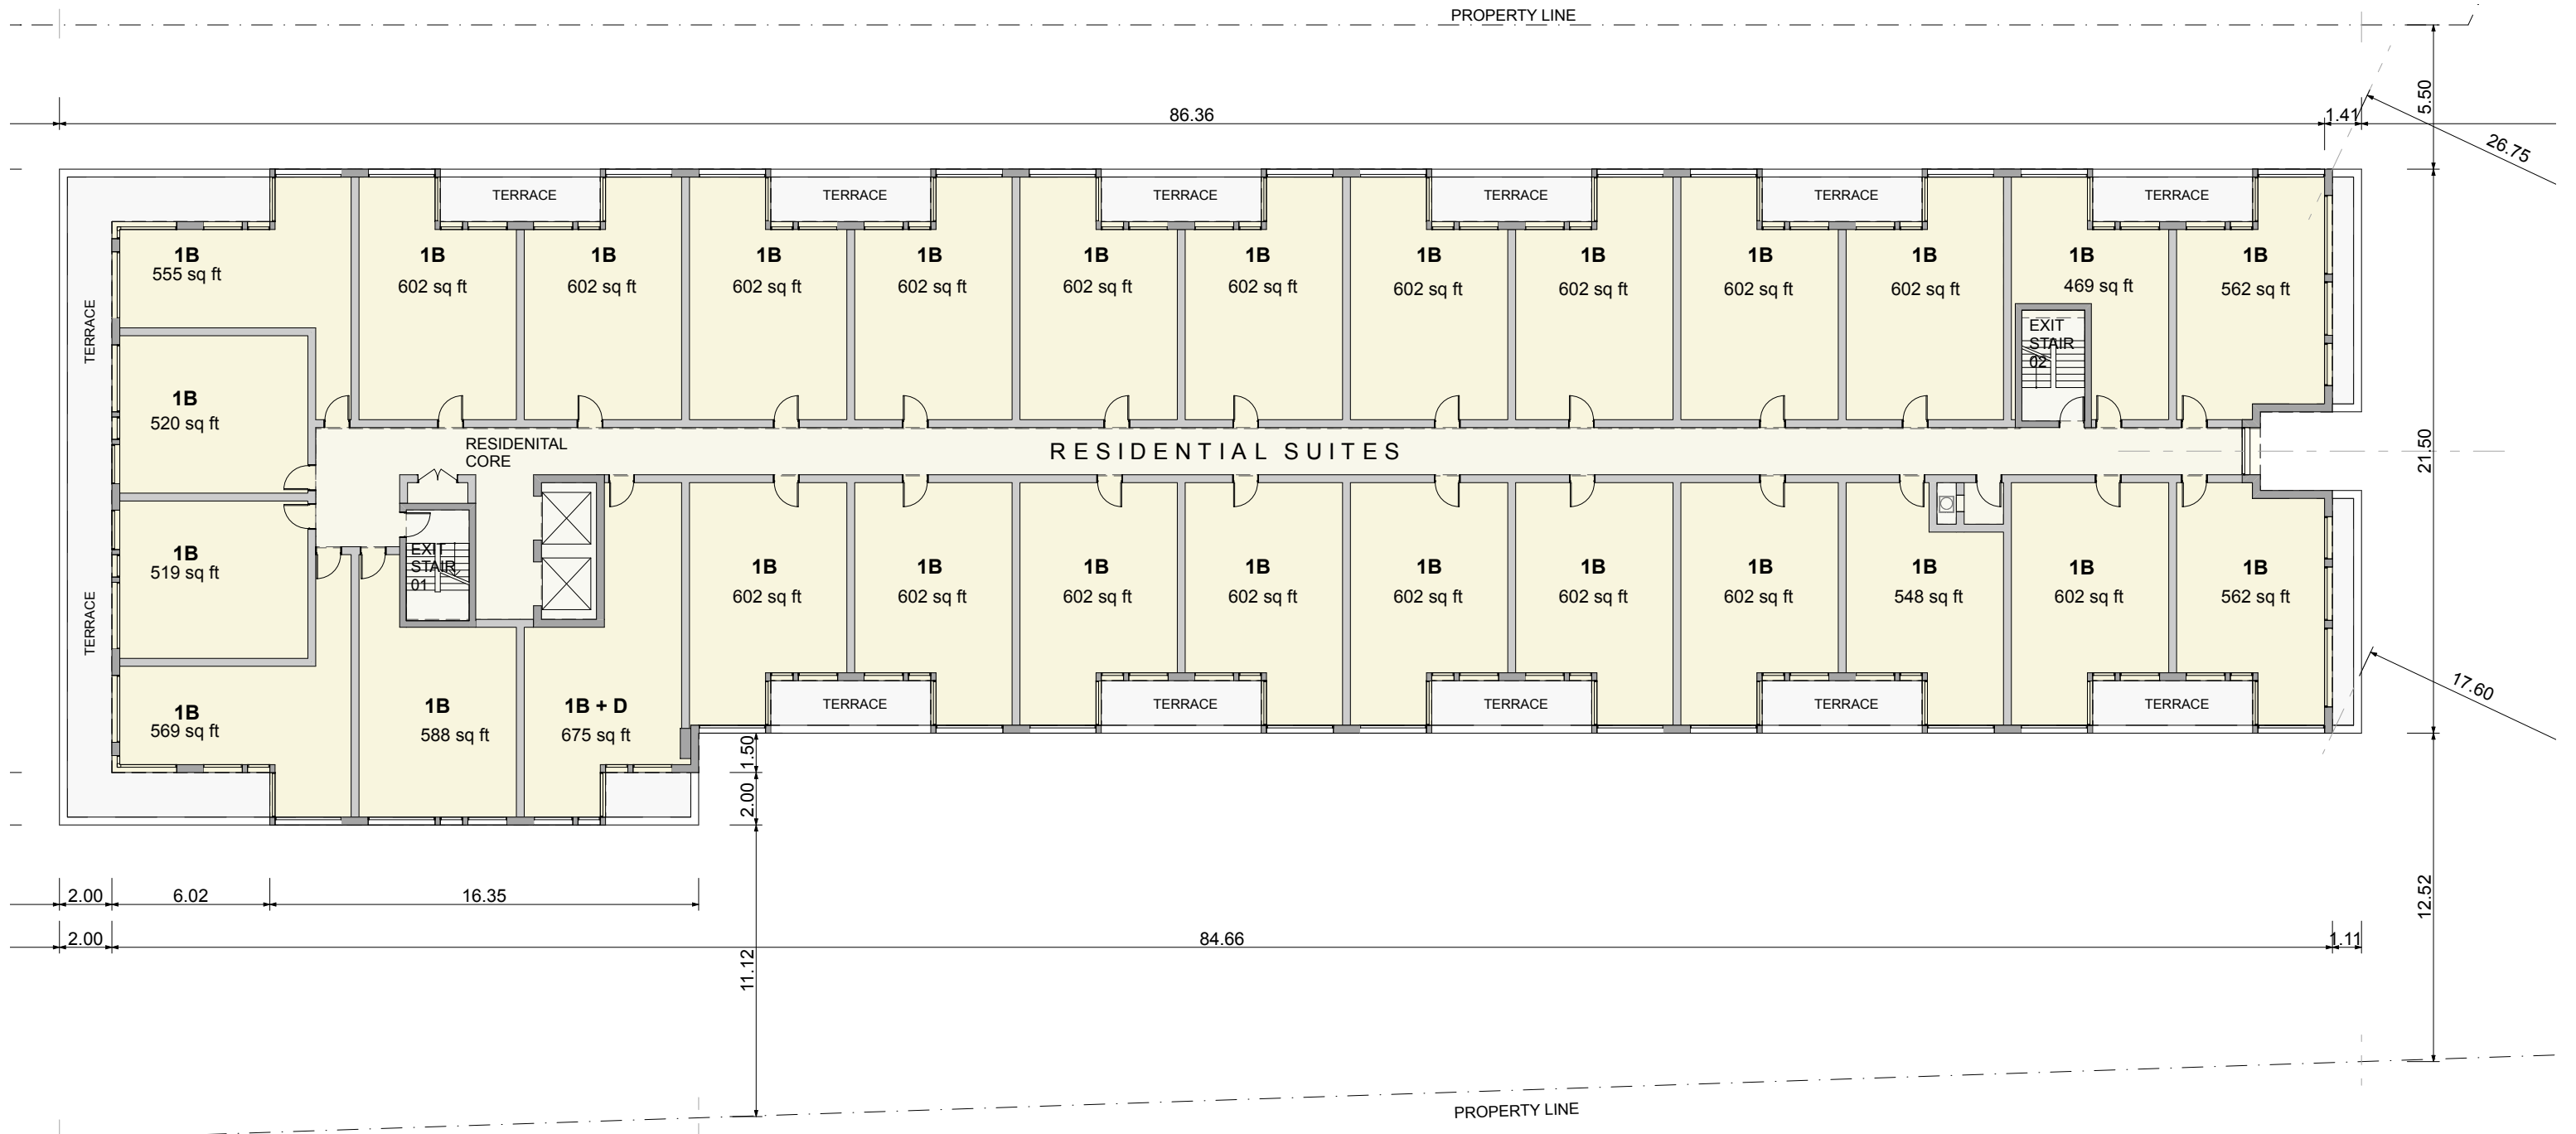 PROPERTY LINE
86.36
1.41
5.50
26.75
TERRACE
TERRACE
TERRACE
TERRACE
TERRACE
TERRACE
1B
555 sq ft
1B
602 sq ft
1B
602 sq ft
1B
602 sq ft
1B
602 sq ft
1B
602 sq ft
1B
602 sq ft
1B
602 sq ft
1B
602 sq ft
1B
602 sq ft
1B
602 sq ft
1B
469 sq ft
1B
562 sq ft
TERRACE
EXIT
STAIR
02
1B
520 sq ft
RESIDENITAL
CORE
RESIDENTIAL SUITES
21.50
1B
519 sq ft
EXIT
STAIR
01
1B
602 sq ft
1B
602 sq ft
1B
602 sq ft
1B
602 sq ft
1B
602 sq ft
1B
602 sq ft
1B
602 sq ft
1B
548 sq ft
1B
602 sq ft
1B
562 sq ft
TERRACE
1B
569 sq ft
1B
588 sq ft
1B + D
675 sq ft
TERRACE
TERRACE
TERRACE
TERRACE
TERRACE
17.60
1.50
2.00
2.00
6.02
16.35
12.52
2.00
84.66
1.11
11.12
PROPERTY LINE